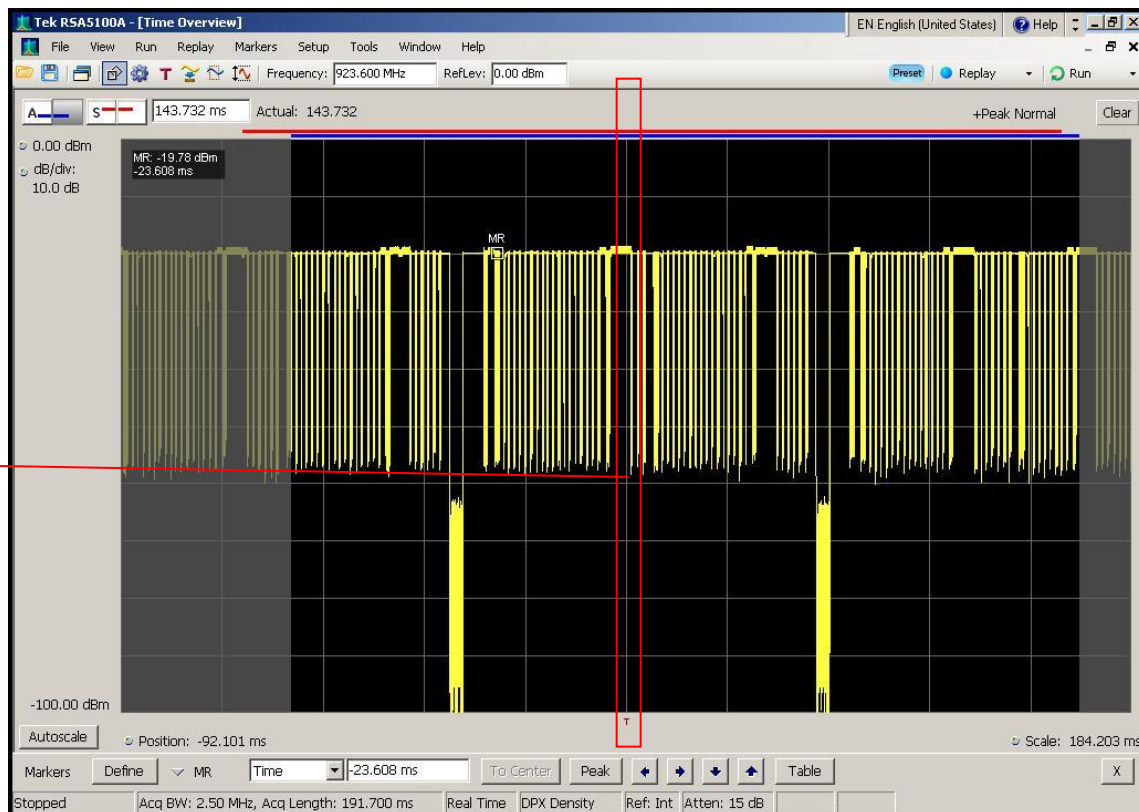 Tek RSA5100A - [Time Overview]
EN English (United States) Help
File View Run Replay Markers Setup Tools Window Help
T Frequency: 923.600 MHz RefLev: 0.00 dBm Preset Replay Run
A S 143.732 ms Actual: 143.732 +Peak Normal Clear
0.00 dBm
dB/div:
10.0 dB
MR: -19.78 dBm
-23.608 ms
MR
-100.00 dBm
T
Autoscale Position: -92.101 ms Scale: 184.203 ms
Markers Define MR Time -23.608 ms To Center Peak Table X
Stopped Acq BW: 2.50 MHz, Acq Length: 191.700 ms Real Time DPX Density Ref: Int Atten: 15 dB